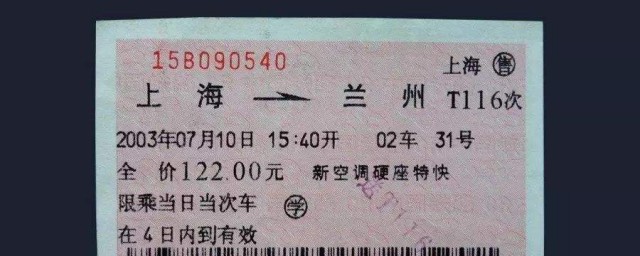 15B090540
上海 ㊞售
上海 → 兰州 T116次
2003年07月10日 15:40开 02车 31号
全 价122.00元 新空调硬座特快
限乘当日当次车 学
在4日内到有效
T116